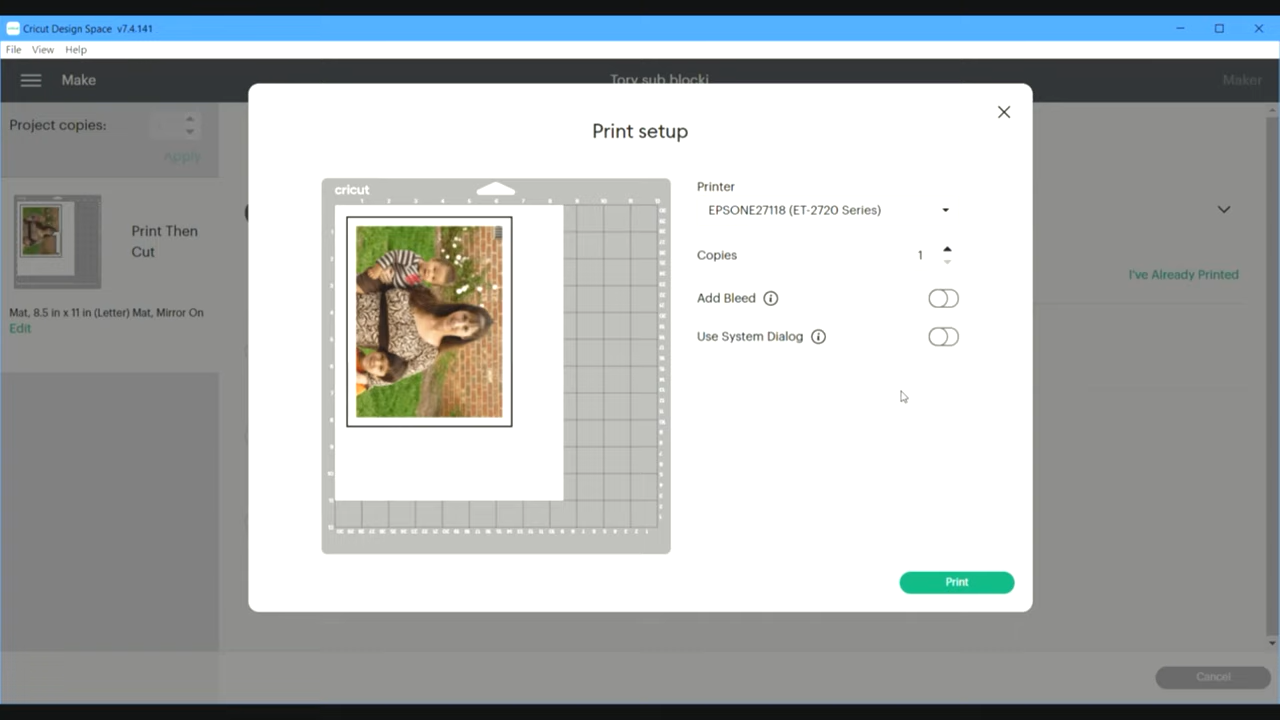 Cricut Design Space v7.4.141
File View Help
Make
Tory sub blocki
Maker
Project copies:
Apply
Print Then
Cut
Mat, 8.5 in x 11 in (Letter) Mat, Mirror On
Edit
Print setup
cricut
Printer
EPSONE27118 (ET-2720 Series)
Copies 1
Add Bleed
Use System Dialog
Print
I've Already Printed
Cancel